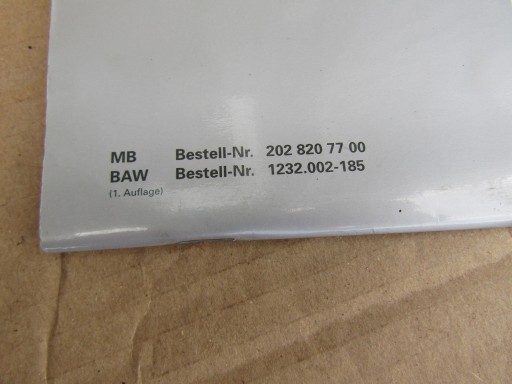 MB Bestell-Nr. 202 820 77 00
BAW Bestell-Nr. 1232.002-185
(1. Auflage)